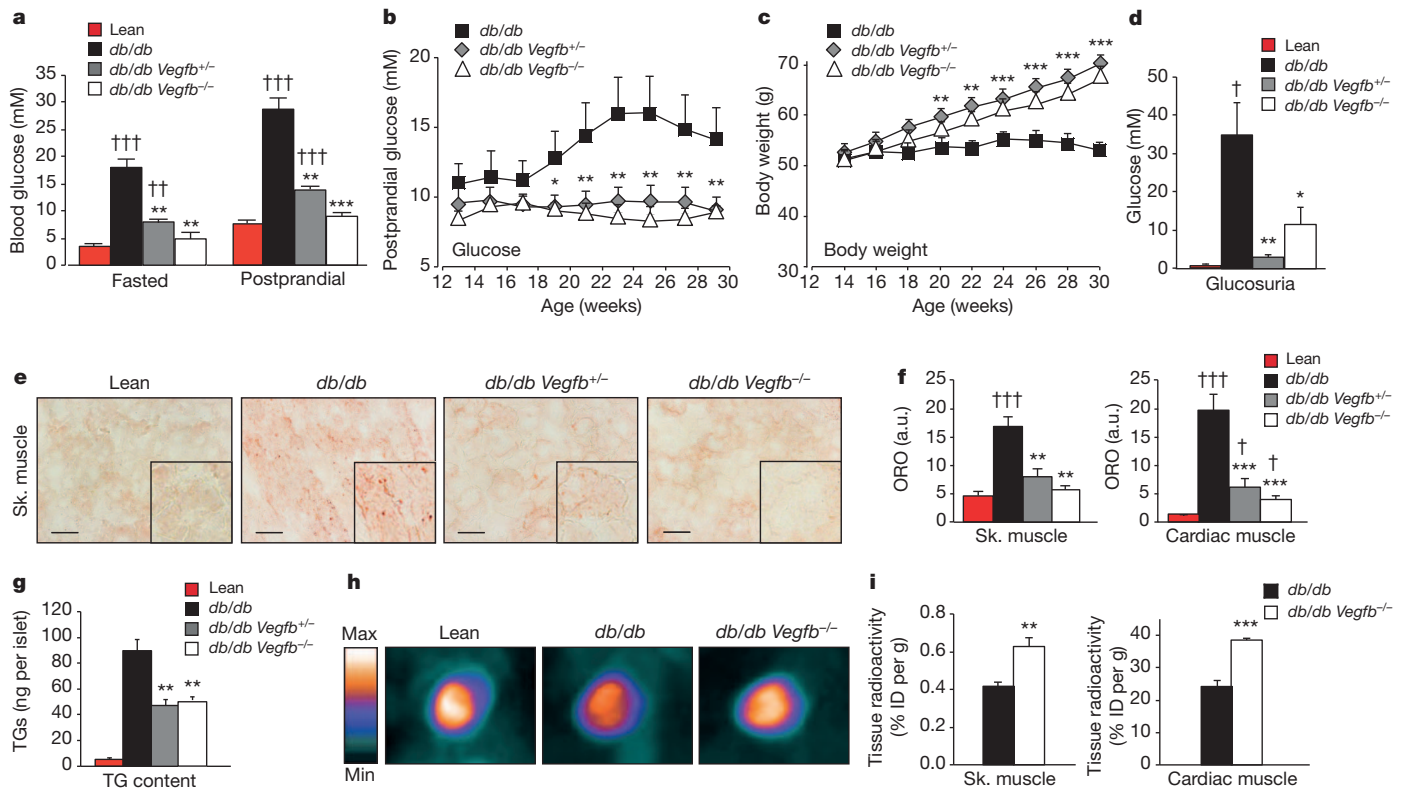 a
Lean
db/db
db/db Vegfb+/–
db/db Vegfb–/–
Blood glucose (mM)
35
30
25
20
15
10
5
0
†††
††
**
**
†††
†††
**
***
Fasted
Postprandial
b
db/db
db/db Vegfb+/–
db/db Vegfb–/–
Postprandial glucose (mM)
20
15
10
5
* ** ** ** ** **
Glucose
12 14 16 18 20 22 24 26 28 30
Age (weeks)
c
db/db
db/db Vegfb+/–
db/db Vegfb–/–
Body weight (g)
70
60
50
40
30
** ** *** *** *** ***
Body weight
12 14 16 18 20 22 24 26 28 30
Age (weeks)
d
Lean
db/db
db/db Vegfb+/–
db/db Vegfb–/–
Glucose (mM)
50
40
30
20
10
0
†
**
*
Glucosuria
e
Lean
db/db
db/db Vegfb+/–
db/db Vegfb–/–
Sk. muscle
f
Lean
db/db
db/db Vegfb+/–
db/db Vegfb–/–
ORO (a.u.)
25
20
15
10
5
0
†††
**
**
Sk. muscle
ORO (a.u.)
25
20
15
10
5
0
†††
†
***
†
***
Cardiac muscle
g
Lean
db/db
db/db Vegfb+/–
db/db Vegfb–/–
TGs (ng per islet)
120
100
80
60
40
20
0
** **
TG content
h
Max
Min
Lean
db/db
db/db Vegfb–/–
i
db/db
db/db Vegfb–/–
Tissue radioactivity
(% ID per g)
0.8
0.6
0.4
0.2
0.0
**
Sk. muscle
Tissue radioactivity
(% ID per g)
40
30
20
10
0
***
Cardiac muscle